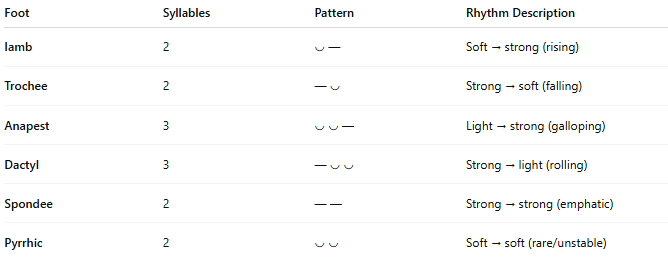 Foot Syllables Pattern Rhythm Description
Iamb 2 ◡ — Soft → strong (rising)
Trochee 2 — ◡ Strong → soft (falling)
Anapest 3 ◡ ◡ — Light → strong (galloping)
Dactyl 3 — ◡ ◡ Strong → light (rolling)
Spondee 2 — — Strong → strong (emphatic)
Pyrrhic 2 ◡ ◡ Soft → soft (rare/unstable)